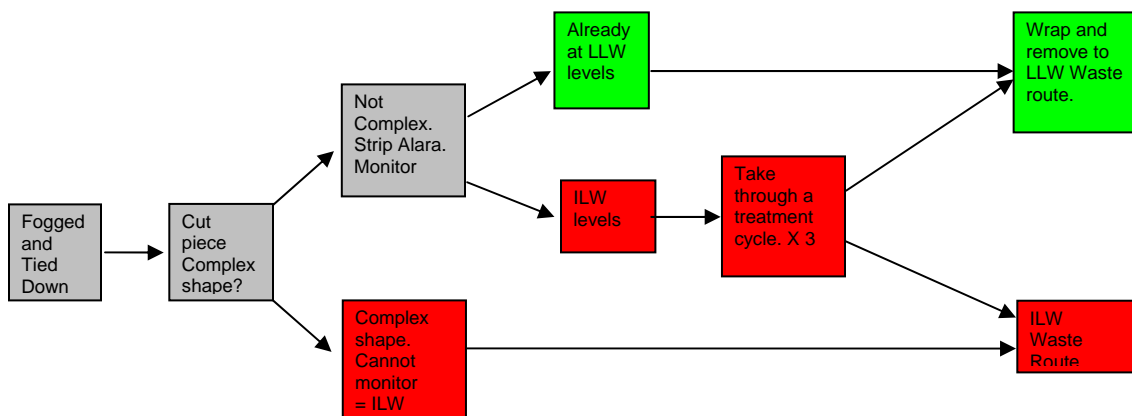 Fogged
and
Tied
Down
Cut
piece
Complex
shape?
Not
Complex.
Strip Alara.
Monitor
Already
at LLW
levels
Wrap and
remove to
LLW Waste
route.
ILW
levels
Take
through a
treatment
cycle. X 3
Complex
shape.
Cannot
monitor
= ILW
ILW
Waste
Route